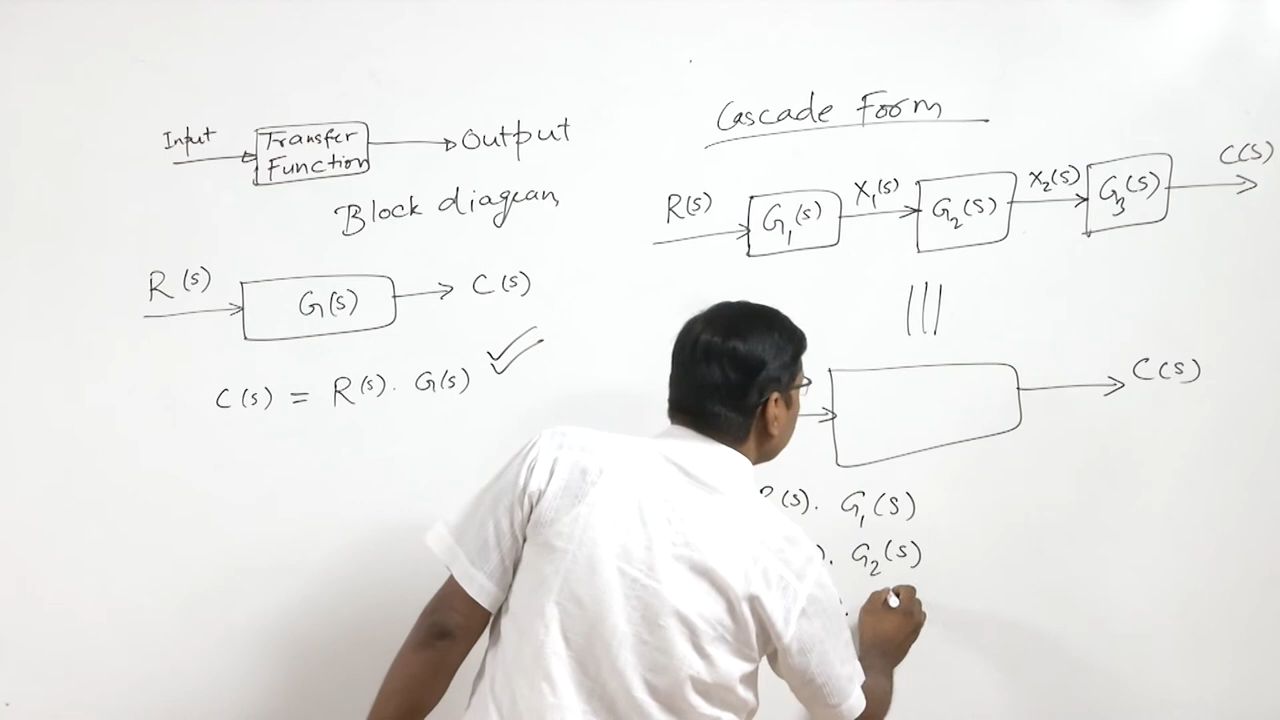 Input
Transfer
Function
Output
Block diagram
R(s)
G(s)
C(s)
C(s) = R(s). G(s)
Cascade Form
R(s)
G₁(s)
X₁(s)
G₂(s)
X₂(s)
G₃(s)
C(s)
C(s)
(s). G₁(s)
). G₂(s)